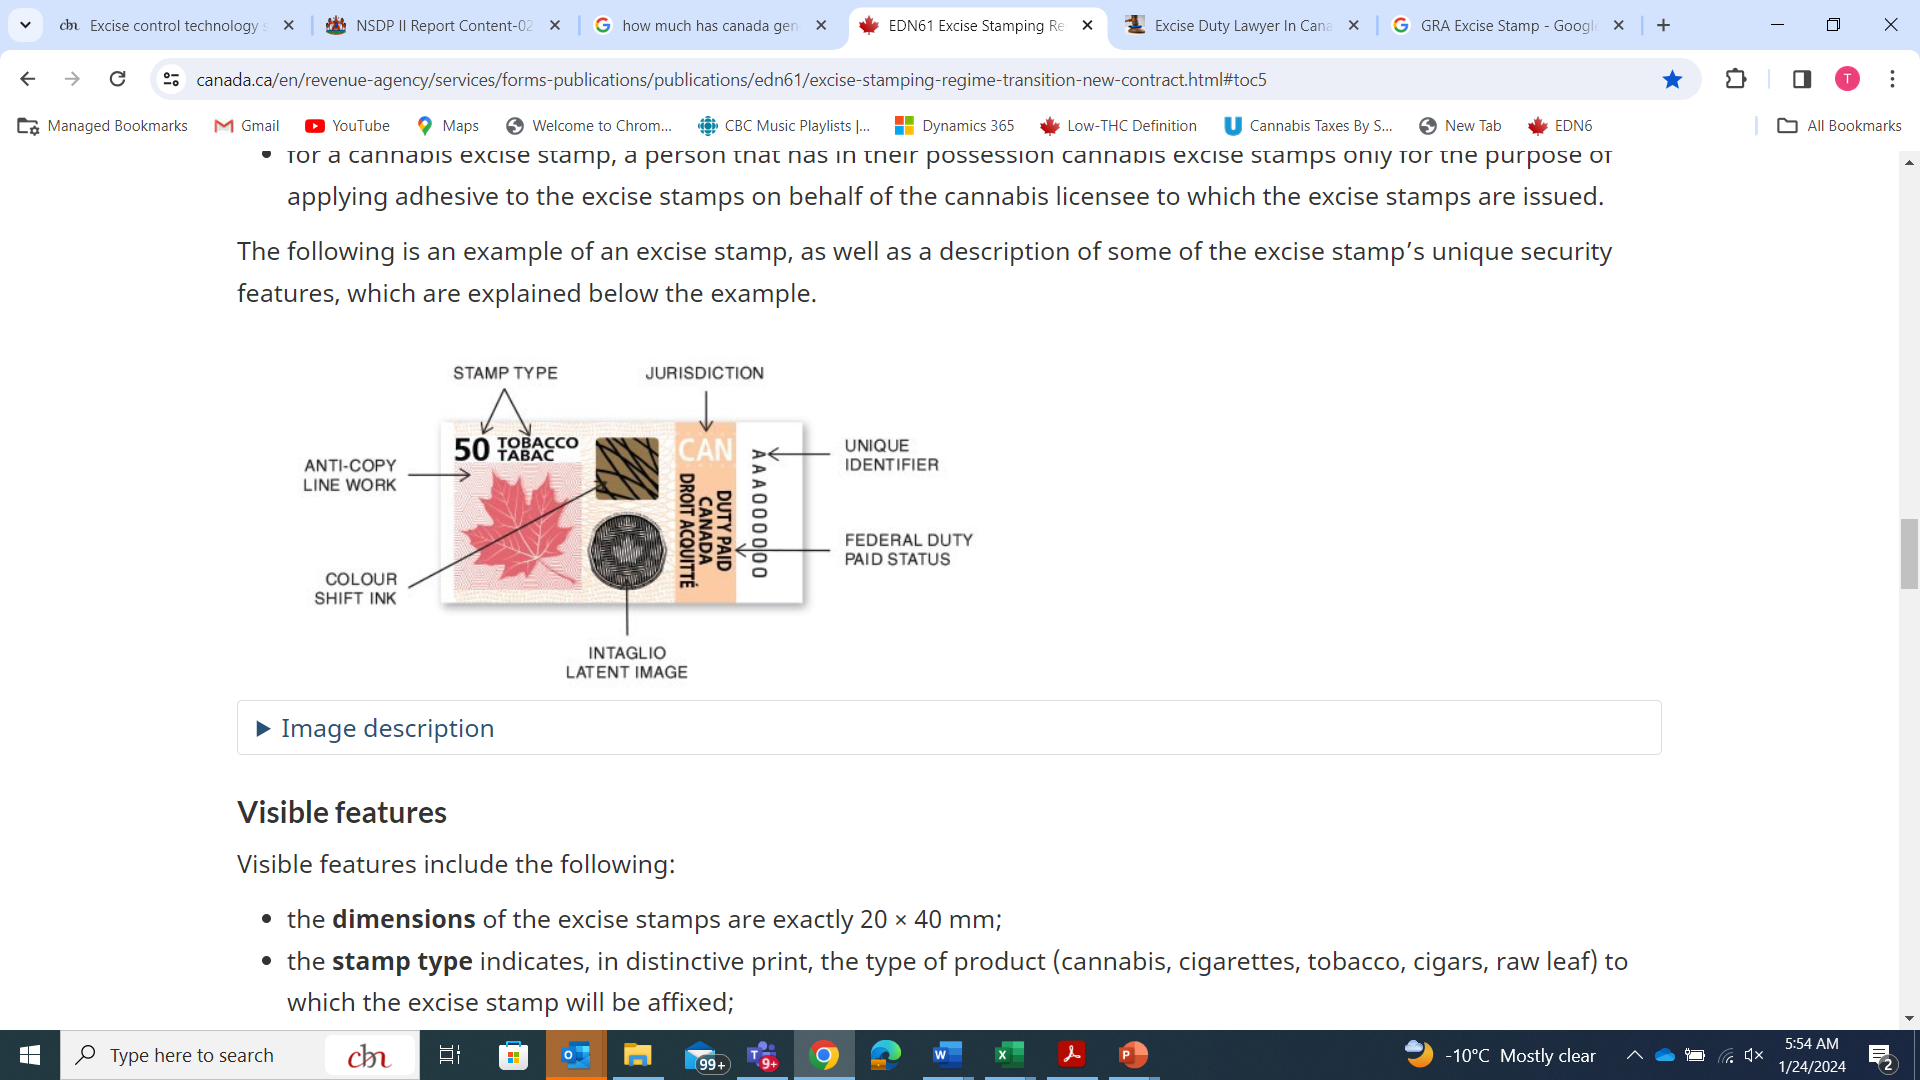 cbn Excise control technology s
NSDP II Report Content-02
how much has canada gen
EDN61 Excise Stamping Re
Excise Duty Lawyer In Cana
GRA Excise Stamp - Googl
canada.ca/en/revenue-agency/services/forms-publications/publications/edn61/excise-stamping-regime-transition-new-contract.html#toc5
T
Managed Bookmarks
Gmail
YouTube
Maps
Welcome to Chrom...
CBC Music Playlists |...
Dynamics 365
Low-THC Definition
U Cannabis Taxes By S...
New Tab
EDN6
All Bookmarks
for a cannabis excise stamp, a person that has in their possession cannabis excise stamps only for the purpose of
applying adhesive to the excise stamps on behalf of the cannabis licensee to which the excise stamps are issued.
The following is an example of an excise stamp, as well as a description of some of the excise stamp’s unique security
features, which are explained below the example.
STAMP TYPE
JURISDICTION
50 TOBACCO
TABAC
CAN
DUTY PAID
CANADA
DROIT ACQUITTÉ
AAA000000
ANTI-COPY
LINE WORK
UNIQUE
IDENTIFIER
COLOUR
SHIFT INK
FEDERAL DUTY
PAID STATUS
INTAGLIO
LATENT IMAGE
Image description
Visible features
Visible features include the following:
the dimensions of the excise stamps are exactly 20 × 40 mm;
the stamp type indicates, in distinctive print, the type of product (cannabis, cigarettes, tobacco, cigars, raw leaf) to
which the excise stamp will be affixed;
Type here to search
cbn
99+
9+
-10°C Mostly clear
5:54 AM
1/24/2024
2